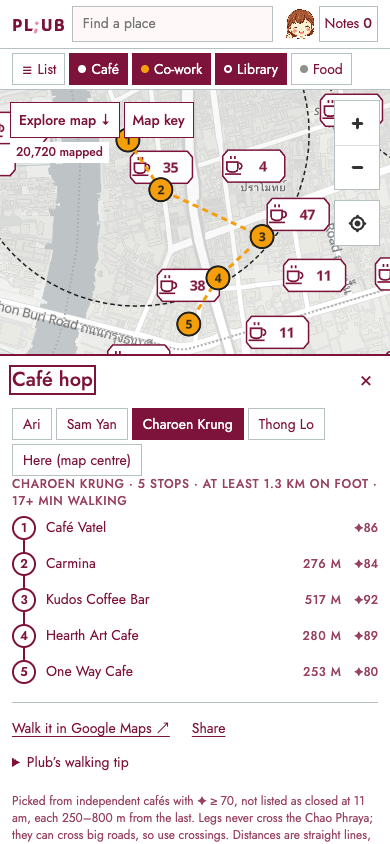 PL;UB
Find a place
Notes 0
≡ List
Café
Co-work
Library
Food
Explore map ↓
Map key
20,720 mapped
1
35
4
ปราโมทย์
2
47
3
Road
11
4
38
5
11
hon Buri Road ถนนกรุงธนบุรี
+
−
Café hop
×
Ari
Sam Yan
Charoen Krung
Thong Lo
Here (map centre)
CHAROEN KRUNG · 5 STOPS · AT LEAST 1.3 KM ON FOOT ·
17+ MIN WALKING
1 Café Vatel ✦86
2 Carmina 276 M ✦84
3 Kudos Coffee Bar 517 M ✦92
4 Hearth Art Cafe 280 M ✦89
5 One Way Cafe 253 M ✦80
Walk it in Google Maps ↗ Share
▶ Plub's walking tip
Picked from independent cafés with ✦ ≥ 70, not listed as closed at 11
am, each 250–800 m from the last. Legs never cross the Chao Phraya;
they can cross big roads, so use crossings. Distances are straight lines,